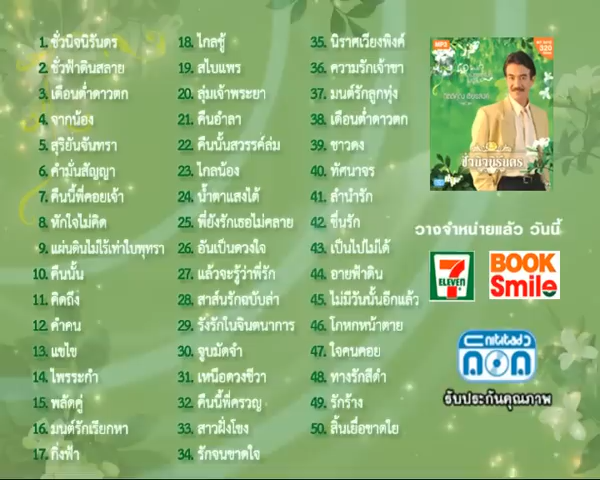 1. ชั่วนิจนิรันดร
2. ชั่วฟ้าดินสลาย
3. เดือนต่ำดาวตก
4. จากน้อง
5. สุริยันจันทรา
6. คำมั่นสัญญา
7. คืนนี้พี่คอยเจ้า
8. หักใจไม่คิด
9. แผ่นดินไม่ไร้เท่าใบพุทรา
10. คืนนั้น
11. คิดถึง
12. คำคน
13. แขไข
14. ไพรระกำ
15. พลัดคู่
16. มนต์รักเรียกหา
17. กิ่งฟ้า
18. ไกลชู้
19. สไบแพร
20. ลุ่มเจ้าพระยา
21. คืนอำลา
22. คืนนั้นสวรรค์ล่ม
23. ไกลน้อง
24. น้ำตาแสงไต้
25. พี่ยังรักเธอไม่คลาย
26. อันเป็นดวงใจ
27. แล้วจะรู้ว่าพี่รัก
28. สาส์นรักฉบับล่า
29. รังรักในจินตนาการ
30. จูบมัดจำ
31. เหนือดวงชีวา
32. คืนนี้พี่ครวญ
33. สาวฝั่งโขง
34. รักจนขาดใจ
35. นิราศเวียงพิงค์
36. ความรักเจ้าขา
37. มนต์รักลูกทุ่ง
38. เดือนต่ำดาวตก
39. ชาวดง
40. ทัศนาจร
41. ลำนำรัก
42. ชื่นรัก
43. เป็นไปไม่ได้
44. อายฟ้าดิน
45. ไม่มีวันนั้นอีกแล้ว
46. โกหกหน้าตาย
47. ใจคนคอย
48. ทางรักสีดำ
49. รักร้าง
50. สิ้นเยื่อขาดใย
MP3
320
ชั่วนิจนิรันดร
วางจำหน่ายแล้ว วันนี้
7 ELEVEN
BOOK Smile
รับประกันคุณภาพ